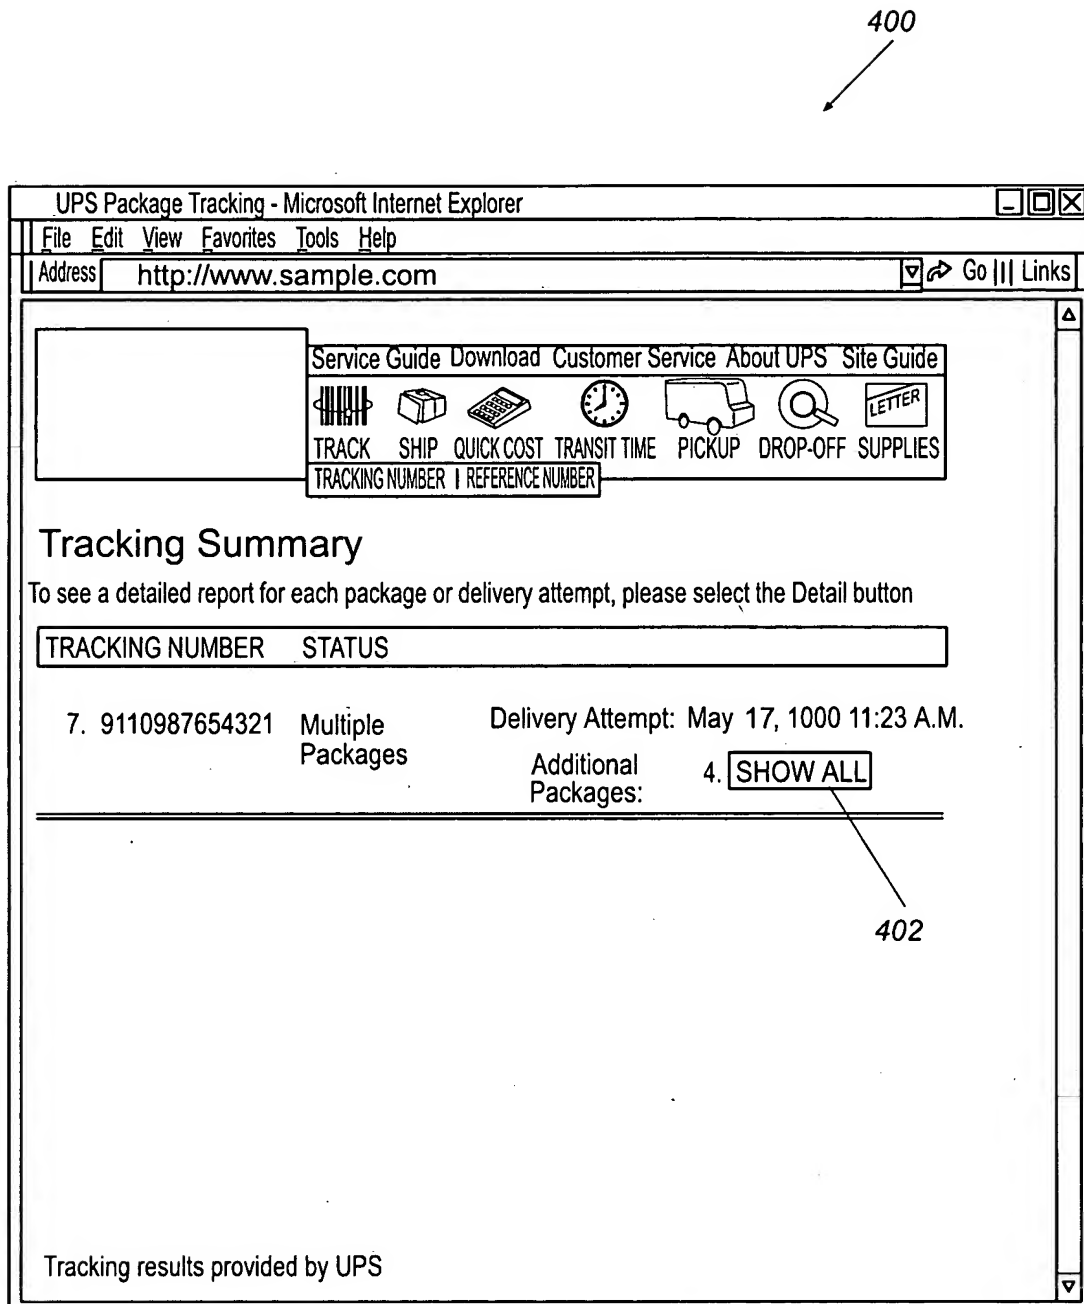 400
UPS Package Tracking - Microsoft Internet Explorer
File Edit View Favorites Tools Help
Address http://www.sample.com Go Links
Service Guide Download Customer Service About UPS Site Guide
LETTER
TRACK SHIP QUICK COST TRANSIT TIME PICKUP DROP-OFF SUPPLIES
TRACKING NUMBER | REFERENCE NUMBER
Tracking Summary
To see a detailed report for each package or delivery attempt, please select the Detail button
TRACKING NUMBER STATUS
7. 9110987654321 Multiple Packages Delivery Attempt: May 17, 1000 11:23 A.M.
Additional Packages: 4. SHOW ALL
402
Tracking results provided by UPS